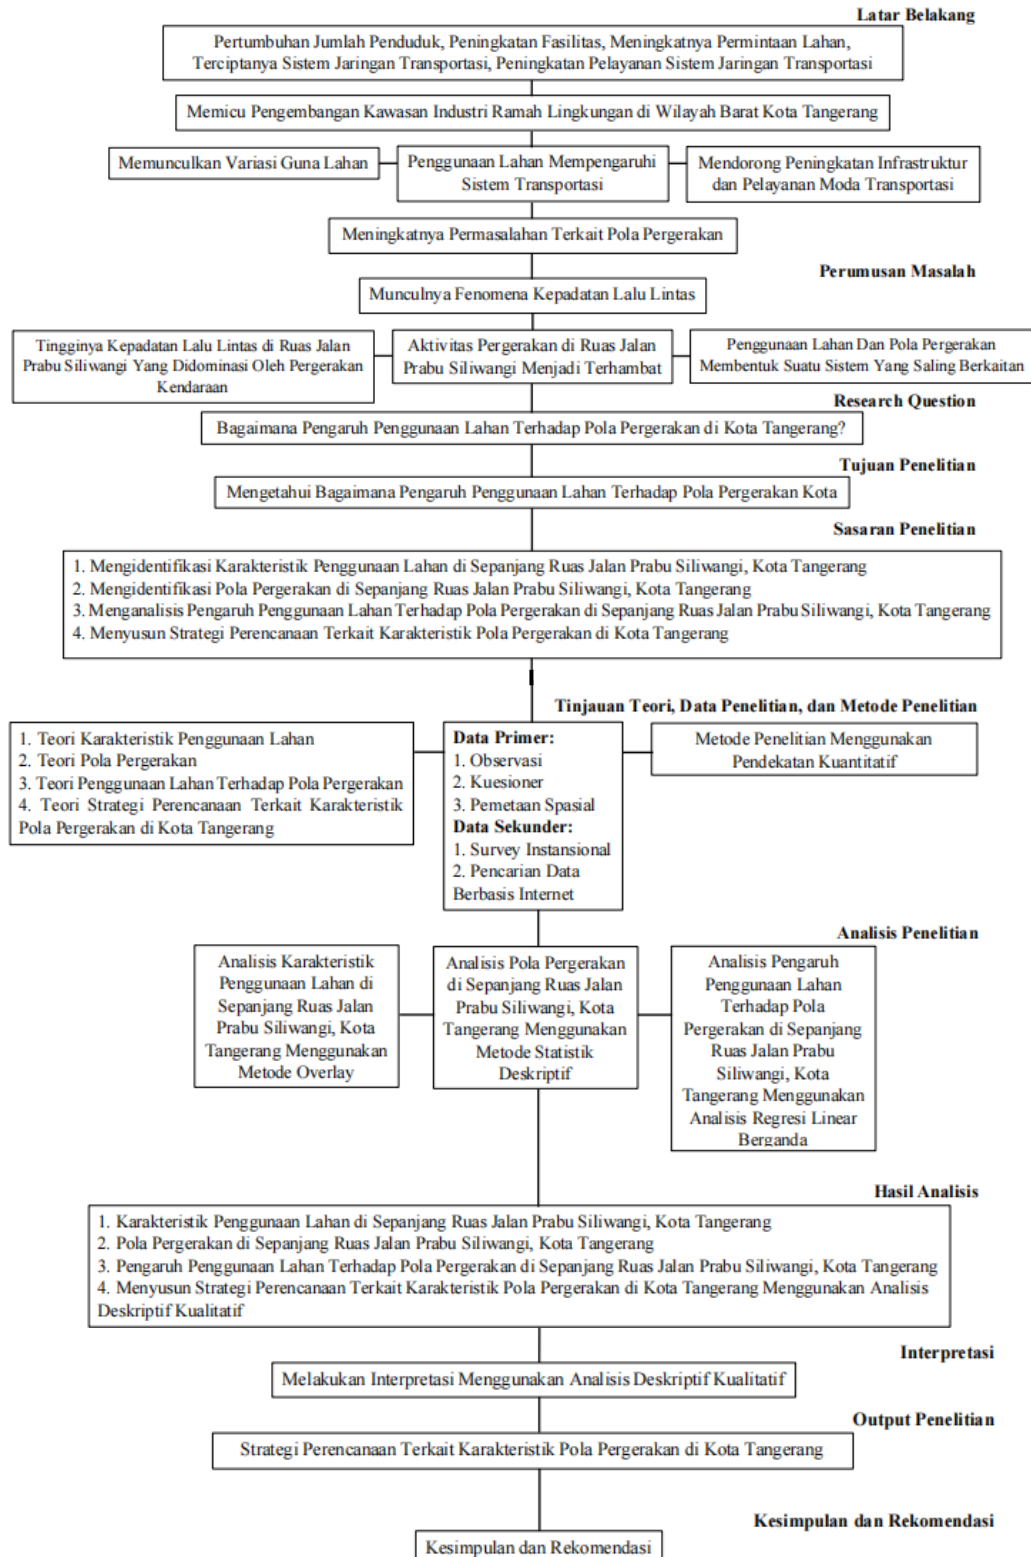 Latar Belakang
Pertumbuhan Jumlah Penduduk, Peningkatan Fasilitas, Meningkatnya Permintaan Lahan,
Terciptanya Sistem Jaringan Transportasi, Peningkatan Pelayanan Sistem Jaringan Transportasi
Memicu Pengembangan Kawasan Industri Ramah Lingkungan di Wilayah Barat Kota Tangerang
Memunculkan Variasi Guna Lahan
Penggunaan Lahan Mempengaruhi
Sistem Transportasi
Mendorong Peningkatan Infrastruktur
dan Pelayanan Moda Transportasi
Meningkatnya Permasalahan Terkait Pola Pergerakan
Perumusan Masalah
Munculnya Fenomena Kepadatan Lalu Lintas
Tingginya Kepadatan Lalu Lintas di Ruas Jalan
Prabu Siliwangi Yang Didominasi Oleh Pergerakan
Kendaraan
Aktivitas Pergerakan di Ruas Jalan
Prabu Siliwangi Menjadi Terhambat
Penggunaan Lahan Dan Pola Pergerakan
Membentuk Suatu Sistem Yang Saling Berkaitan
Research Question
Bagaimana Pengaruh Penggunaan Lahan Terhadap Pola Pergerakan di Kota Tangerang?
Tujuan Penelitian
Mengetahui Bagaimana Pengaruh Penggunaan Lahan Terhadap Pola Pergerakan Kota
Sasaran Penelitian
1. Mengidentifikasi Karakteristik Penggunaan Lahan di Sepanjang Ruas Jalan Prabu Siliwangi, Kota Tangerang
2. Mengidentifikasi Pola Pergerakan di Sepanjang Ruas Jalan Prabu Siliwangi, Kota Tangerang
3. Menganalisis Pengaruh Penggunaan Lahan Terhadap Pola Pergerakan di Sepanjang Ruas Jalan Prabu Siliwangi, Kota Tangerang
4. Menyusun Strategi Perencanaan Terkait Karakteristik Pola Pergerakan di Kota Tangerang
Tinjauan Teori, Data Penelitian, dan Metode Penelitian
1. Teori Karakteristik Penggunaan Lahan
2. Teori Pola Pergerakan
3. Teori Penggunaan Lahan Terhadap Pola Pergerakan
4. Teori Strategi Perencanaan Terkait Karakteristik
Pola Pergerakan di Kota Tangerang
Data Primer:
1. Observasi
2. Kuesioner
3. Pemetaan Spasial
Data Sekunder:
1. Survey Instansional
2. Pencarian Data
Berbasis Internet
Metode Penelitian Menggunakan
Pendekatan Kuantitatif
Analisis Penelitian
Analisis Karakteristik
Penggunaan Lahan di
Sepanjang Ruas Jalan
Prabu Siliwangi, Kota
Tangerang Menggunakan
Metode Overlay
Analisis Pola Pergerakan
di Sepanjang Ruas Jalan
Prabu Siliwangi, Kota
Tangerang Menggunakan
Metode Statistik
Deskriptif
Analisis Pengaruh
Penggunaan Lahan
Terhadap Pola
Pergerakan di Sepanjang
Ruas Jalan Prabu
Siliwangi, Kota
Tangerang Menggunakan
Analisis Regresi Linear
Berganda
Hasil Analisis
1. Karakteristik Penggunaan Lahan di Sepanjang Ruas Jalan Prabu Siliwangi, Kota Tangerang
2. Pola Pergerakan di Sepanjang Ruas Jalan Prabu Siliwangi, Kota Tangerang
3. Pengaruh Penggunaan Lahan Terhadap Pola Pergerakan di Sepanjang Ruas Jalan Prabu Siliwangi, Kota Tangerang
4. Menyusun Strategi Perencanaan Terkait Karakteristik Pola Pergerakan di Kota Tangerang Menggunakan Analisis
Deskriptif Kualitatif
Interpretasi
Melakukan Interpretasi Menggunakan Analisis Deskriptif Kualitatif
Output Penelitian
Strategi Perencanaan Terkait Karakteristik Pola Pergerakan di Kota Tangerang
Kesimpulan dan Rekomendasi
Kesimpulan dan Rekomendasi